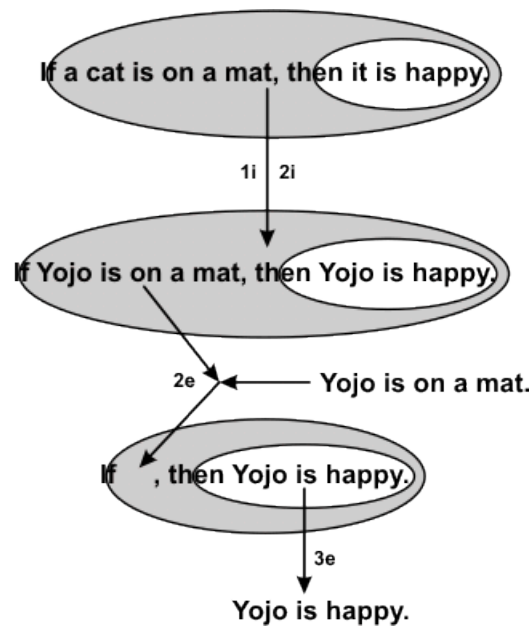 If a cat is on a mat, then it is happy.
1i 2i
If Yojo is on a mat, then Yojo is happy.
2e
Yojo is on a mat.
If , then Yojo is happy.
3e
Yojo is happy.